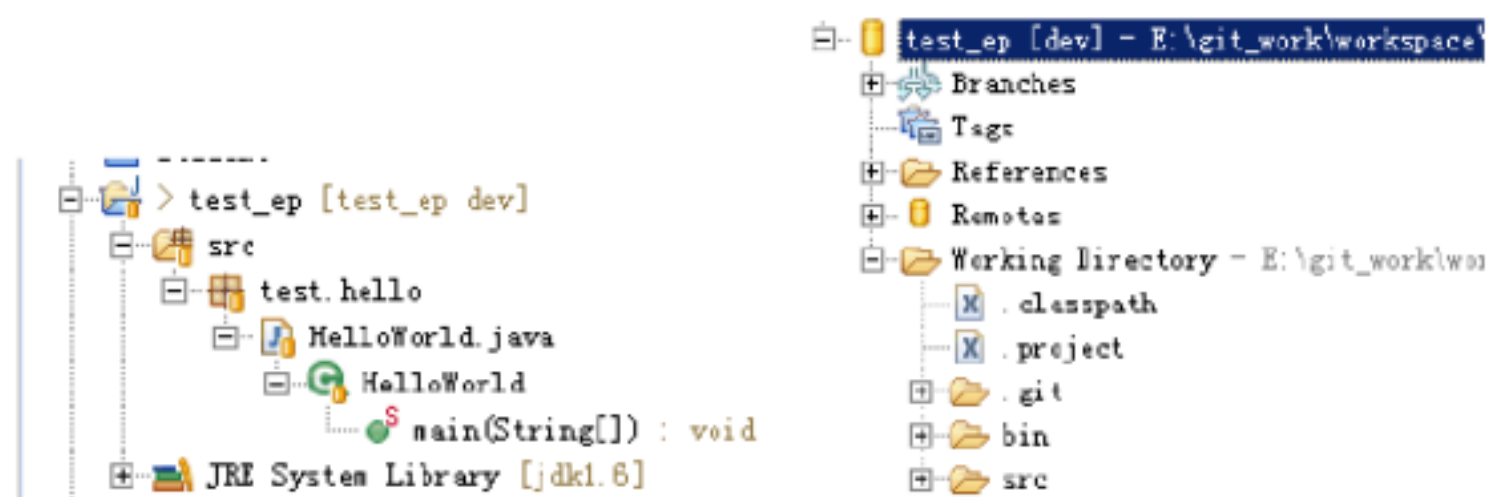 > test_ep [test_ep dev]
src
test.hello
HelloWorld.java
HelloWorld
main(String[]) : void
JRE System Library [jdk1.6]
test_ep [dev] - E:\git_work\workspace\
Branches
Tags
References
Remotes
Working Directory - E:\git_work\wor
.classpath
.project
.git
bin
src